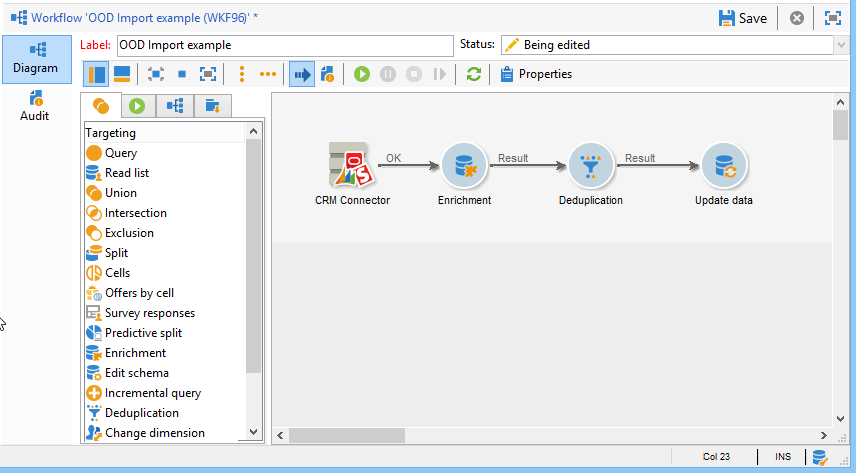 Workflow 'OOD Import example (WKF96)' *
Save
Diagram
Audit
Label: OOD Import example
Status: Being edited
Properties
Targeting
Query
Read list
Union
Intersection
Exclusion
Split
Cells
Offers by cell
Survey responses
Predictive split
Enrichment
Edit schema
Incremental query
Deduplication
Change dimension
OK
Result
Result
CRM Connector
Enrichment
Deduplication
Update data
Col 23
INS